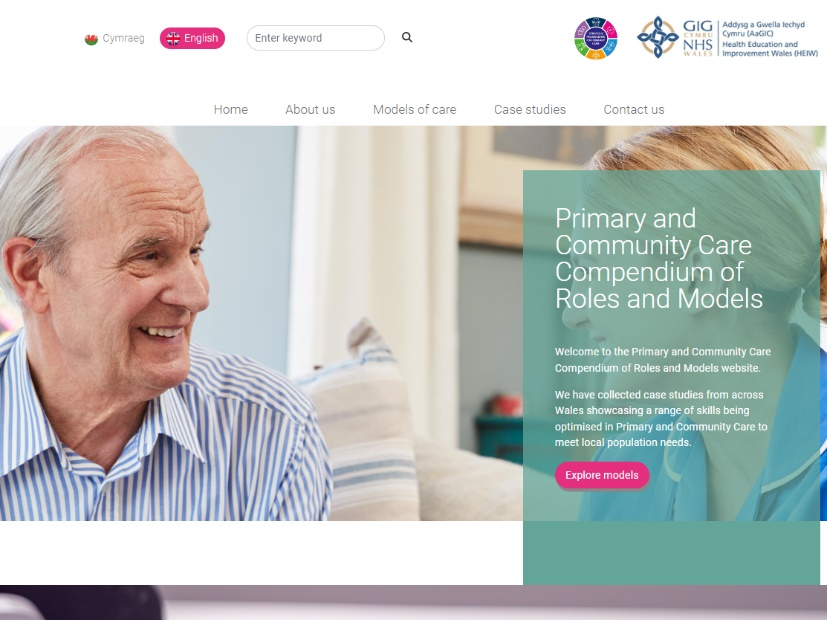 Cymraeg
English
Enter keyword
GIG
CYMRU
NHS
WALES
Addysg a Gwella Iechyd
Cymru (AaGIC)
Health Education and
Improvement Wales (HEIW)
Home
About us
Models of care
Case studies
Contact us
Primary and
Community Care
Compendium of
Roles and Models
Welcome to the Primary and Community Care
Compendium of Roles and Models website.
We have collected case studies from across
Wales showcasing a range of skills being
optimised in Primary and Community Care to
meet local population needs.
Explore models